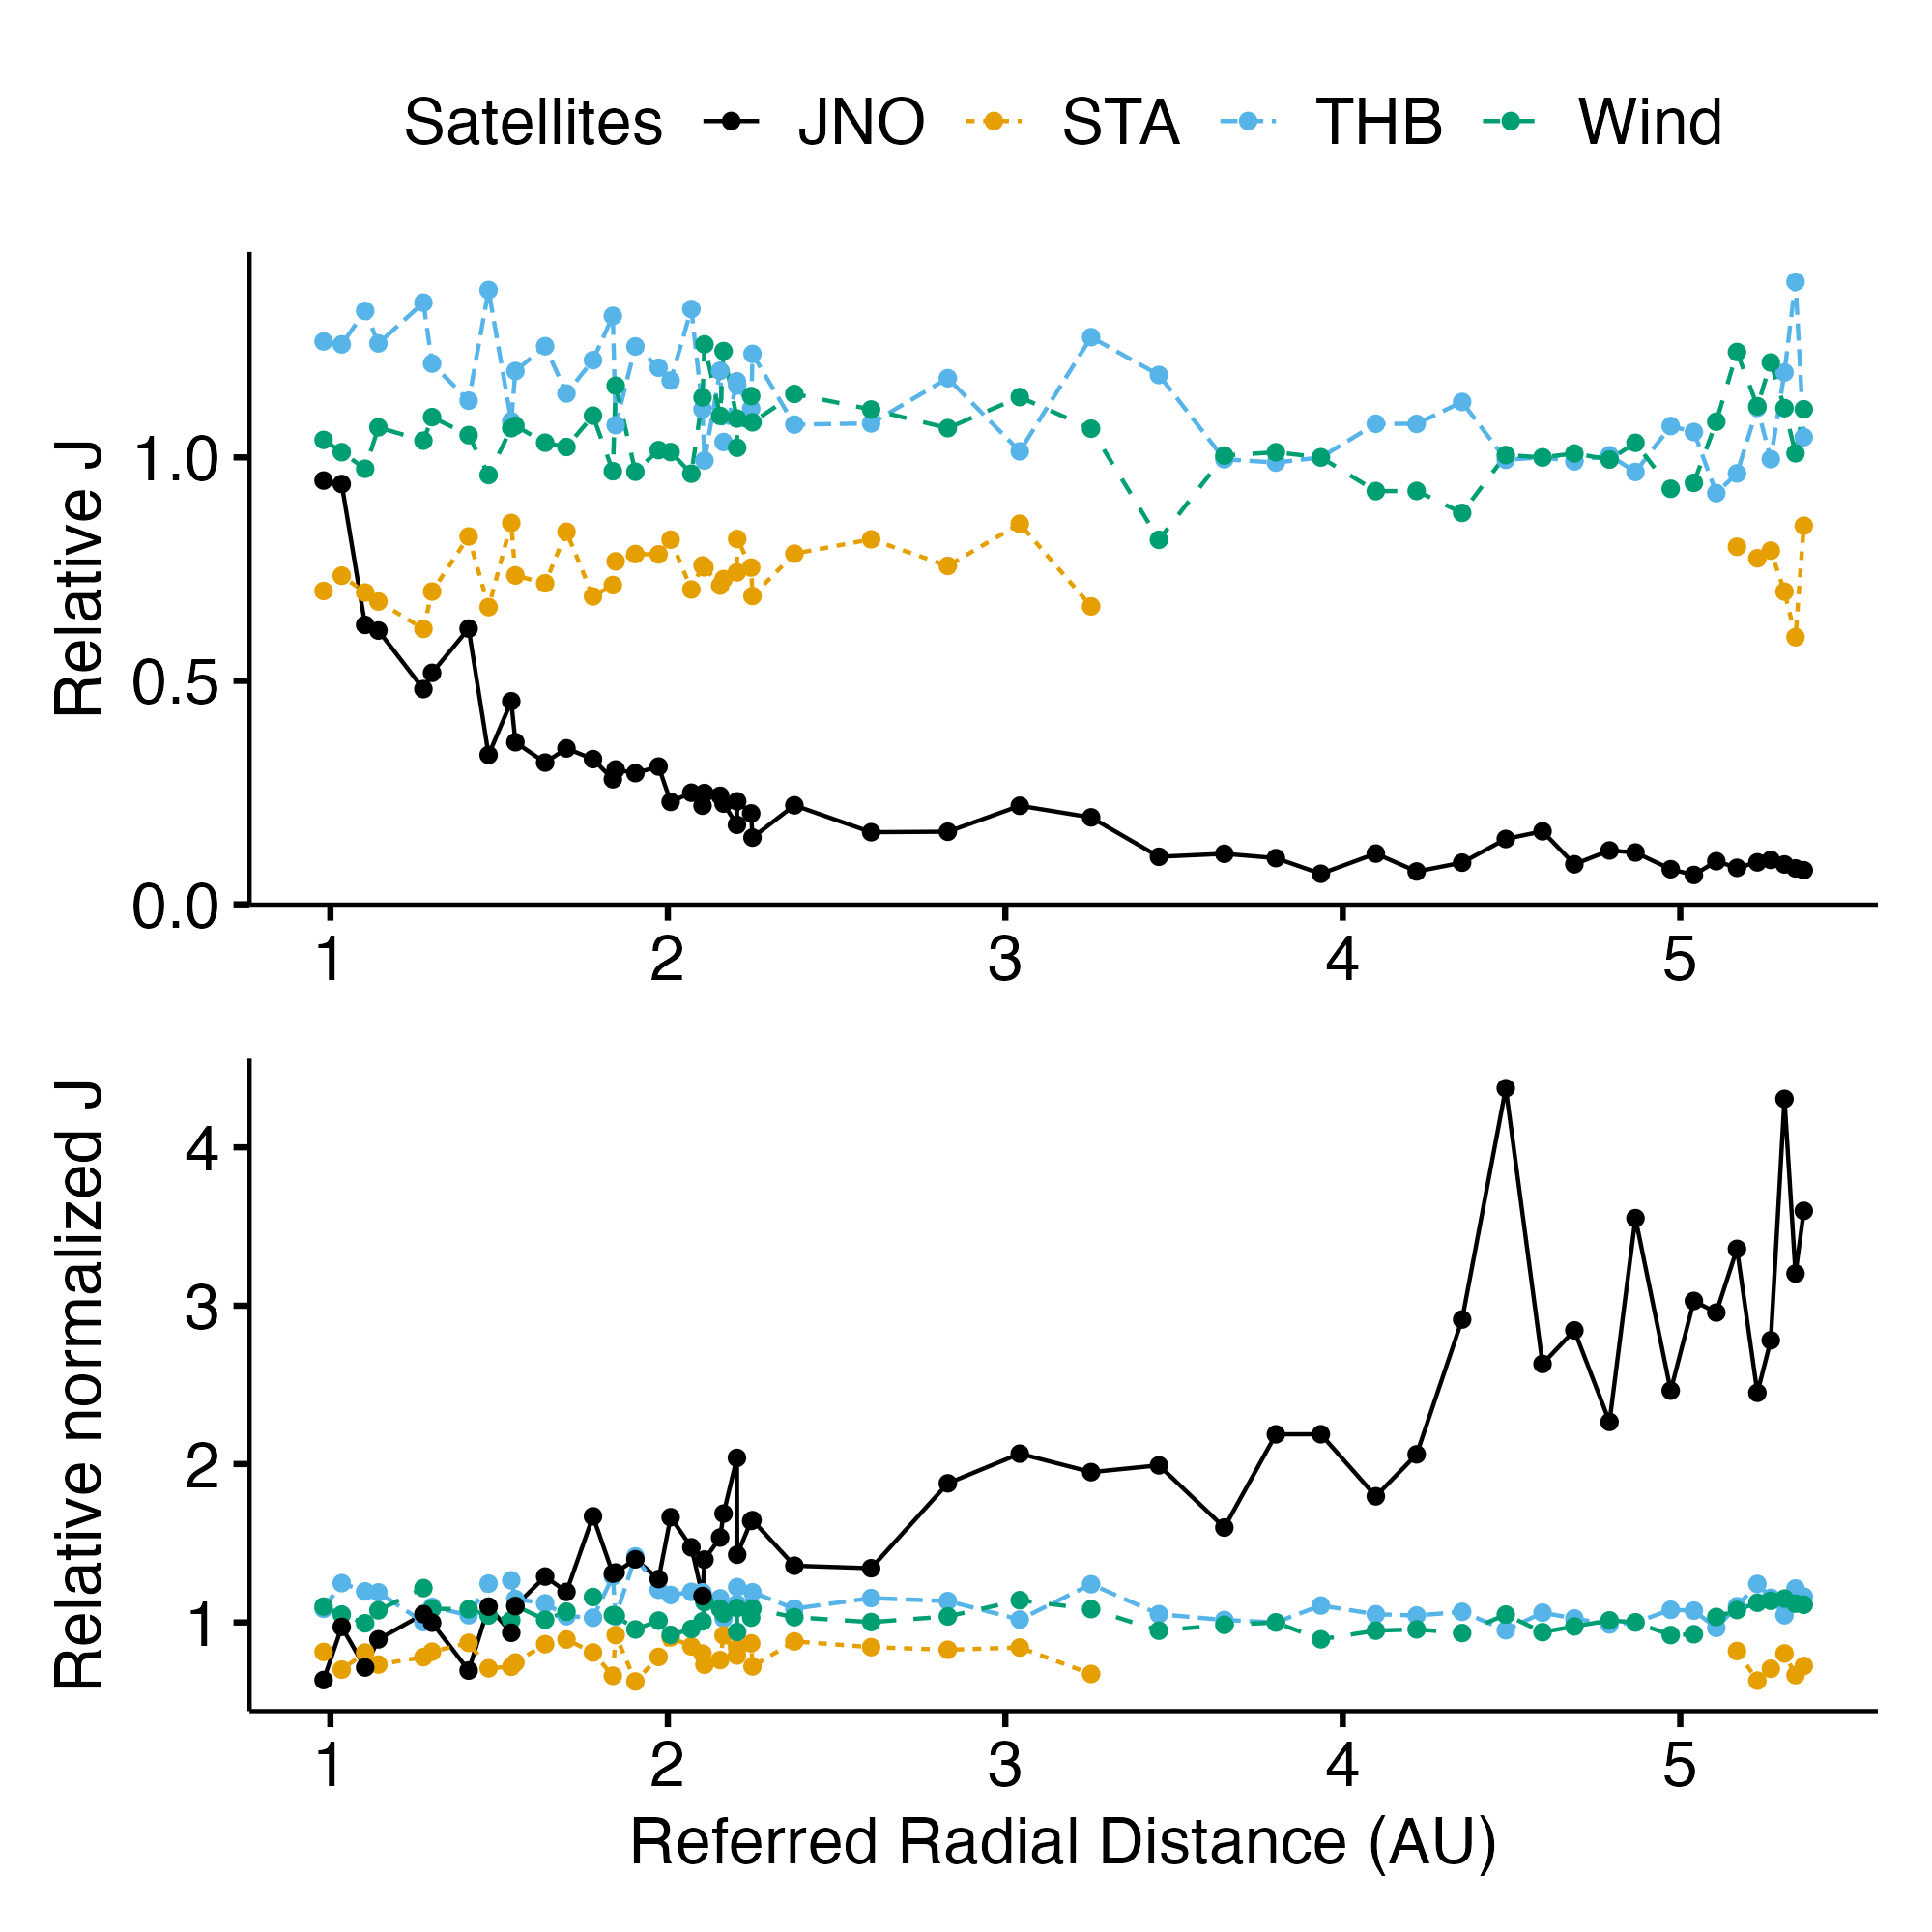 Satellites JNO STA THB Wind
Relative J
1.0
0.5
0.0
1 2 3 4 5
Relative normalized J
4
3
2
1
1 2 3 4 5
Referred Radial Distance (AU)